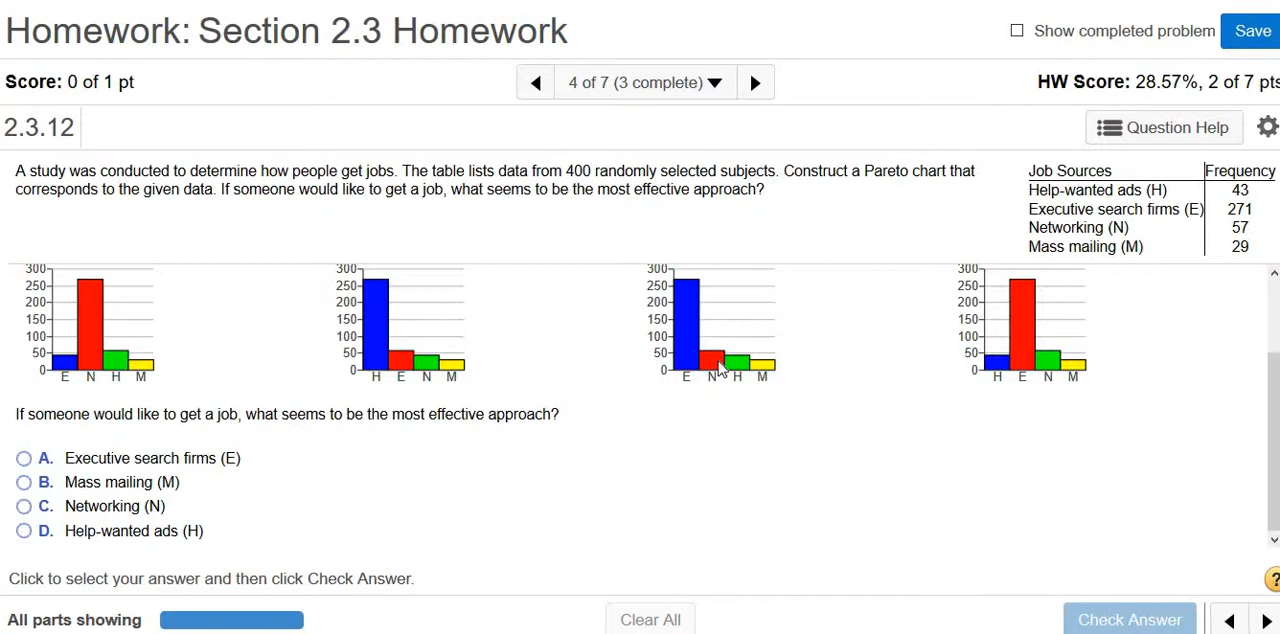 Homework: Section 2.3 Homework
Show completed problem
Save
Score: 0 of 1 pt
4 of 7 (3 complete)
HW Score: 28.57%, 2 of 7 pts
2.3.12
Question Help
A study was conducted to determine how people get jobs. The table lists data from 400 randomly selected subjects. Construct a Pareto chart that
corresponds to the given data. If someone would like to get a job, what seems to be the most effective approach?
Job Sources Frequency
Help-wanted ads (H) 43
Executive search firms (E) 271
Networking (N) 57
Mass mailing (M) 29
300 300 300 300
250 250 250 250
200 200 200 200
150 150 150 150
100 100 100 100
50 50 50 50
0 0 0 0
E N H M H E N M E N H M H E N M
If someone would like to get a job, what seems to be the most effective approach?
A. Executive search firms (E)
B. Mass mailing (M)
C. Networking (N)
D. Help-wanted ads (H)
Click to select your answer and then click Check Answer.
?
All parts showing
Clear All
Check Answer